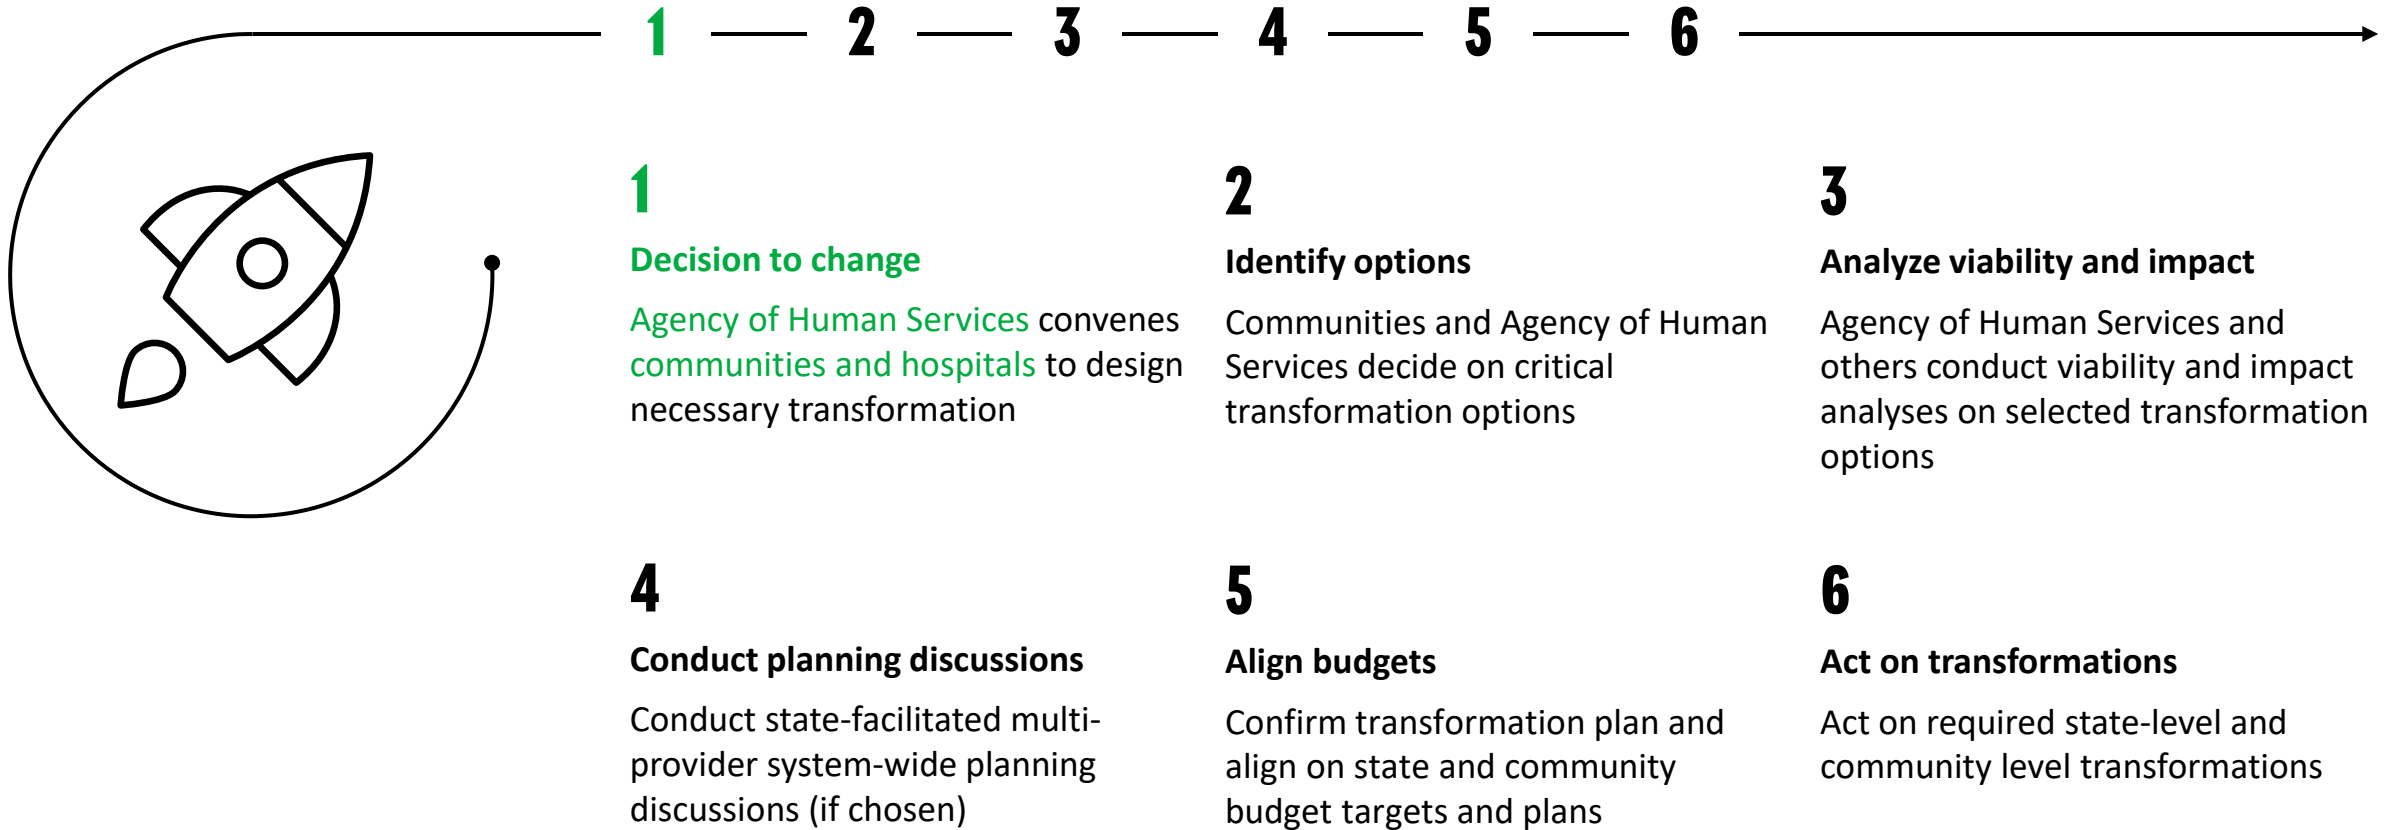 1 2 3 4 5 6
1
Decision to change
Agency of Human Services convenes
communities and hospitals to design
necessary transformation
2
Identify options
Communities and Agency of Human
Services decide on critical
transformation options
3
Analyze viability and impact
Agency of Human Services and
others conduct viability and impact
analyses on selected transformation
options
4
Conduct planning discussions
Conduct state-facilitated multi-
provider system-wide planning
discussions (if chosen)
5
Align budgets
Confirm transformation plan and
align on state and community
budget targets and plans
6
Act on transformations
Act on required state-level and
community level transformations